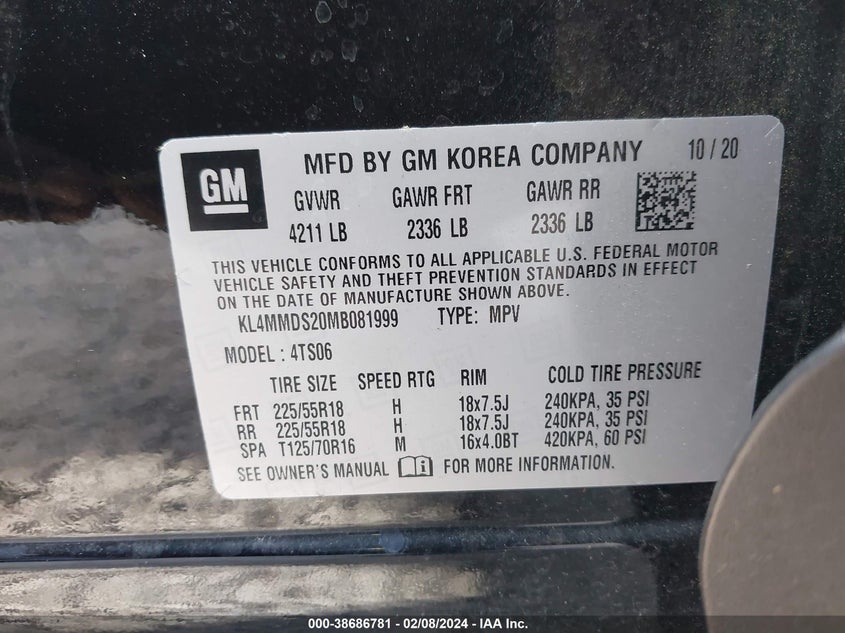 GM
MFD BY GM KOREA COMPANY 10 / 20
GVWR GAWR FRT GAWR RR
4211 LB 2336 LB 2336 LB
THIS VEHICLE CONFORMS TO ALL APPLICABLE U.S. FEDERAL MOTOR
VEHICLE SAFETY AND THEFT PREVENTION STANDARDS IN EFFECT
ON THE DATE OF MANUFACTURE SHOWN ABOVE.
KL4MMDS20MB081999 TYPE: MPV
MODEL : 4TS06
TIRE SIZE SPEED RTG RIM COLD TIRE PRESSURE
FRT 225/55R18 H 18x7.5J 240KPA, 35 PSI
RR 225/55R18 H 18x7.5J 240KPA, 35 PSI
SPA T125/70R16 M 16x4.0BT 420KPA, 60 PSI
SEE OWNER'S MANUAL FOR MORE INFORMATION.
000-38686781 - 02/08/2024 - IAA Inc.